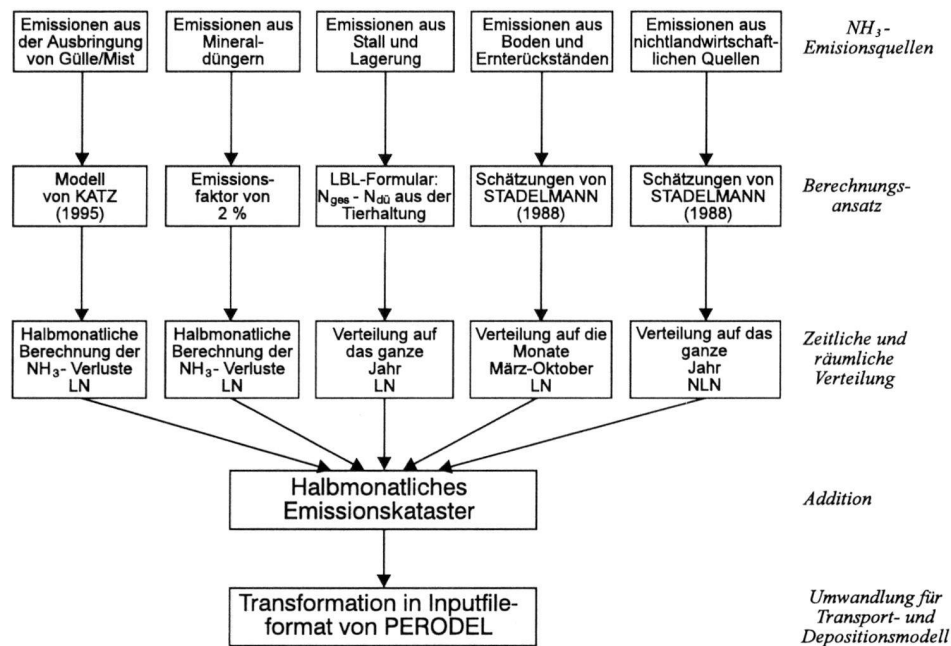 Emissionen aus
der Ausbringung
von Gülle/Mist
Emissionen aus
Mineral-
düngern
Emissionen aus
Stall und
Lagerung
Emissionen aus
Boden und
Ernterückständen
Emissionen aus
nichtlandwirtschaft-
lichen Quellen
NH₃-
Emisionsquellen
Modell
von KATZ
(1995)
Emissions-
faktor von
2 %
LBL-Formular:
N_ges - N_dü aus der
Tierhaltung
Schätzungen von
STADELMANN
(1988)
Schätzungen von
STADELMANN
(1988)
Berechnungs-
ansatz
Halbmonatliche
Berechnung der
NH₃- Verluste
LN
Halbmonatliche
Berechnung der
NH₃- Verluste
LN
Verteilung auf
das ganze
Jahr
LN
Verteilung auf die
Monate
März-Oktober
LN
Verteilung auf das
ganze
Jahr
NLN
Zeitliche und
räumliche
Verteilung
Halbmonatliches
Emissionskataster
Addition
Transformation in Inputfile-
format von PERODEL
Umwandlung für
Transport- und
Depositionsmodell